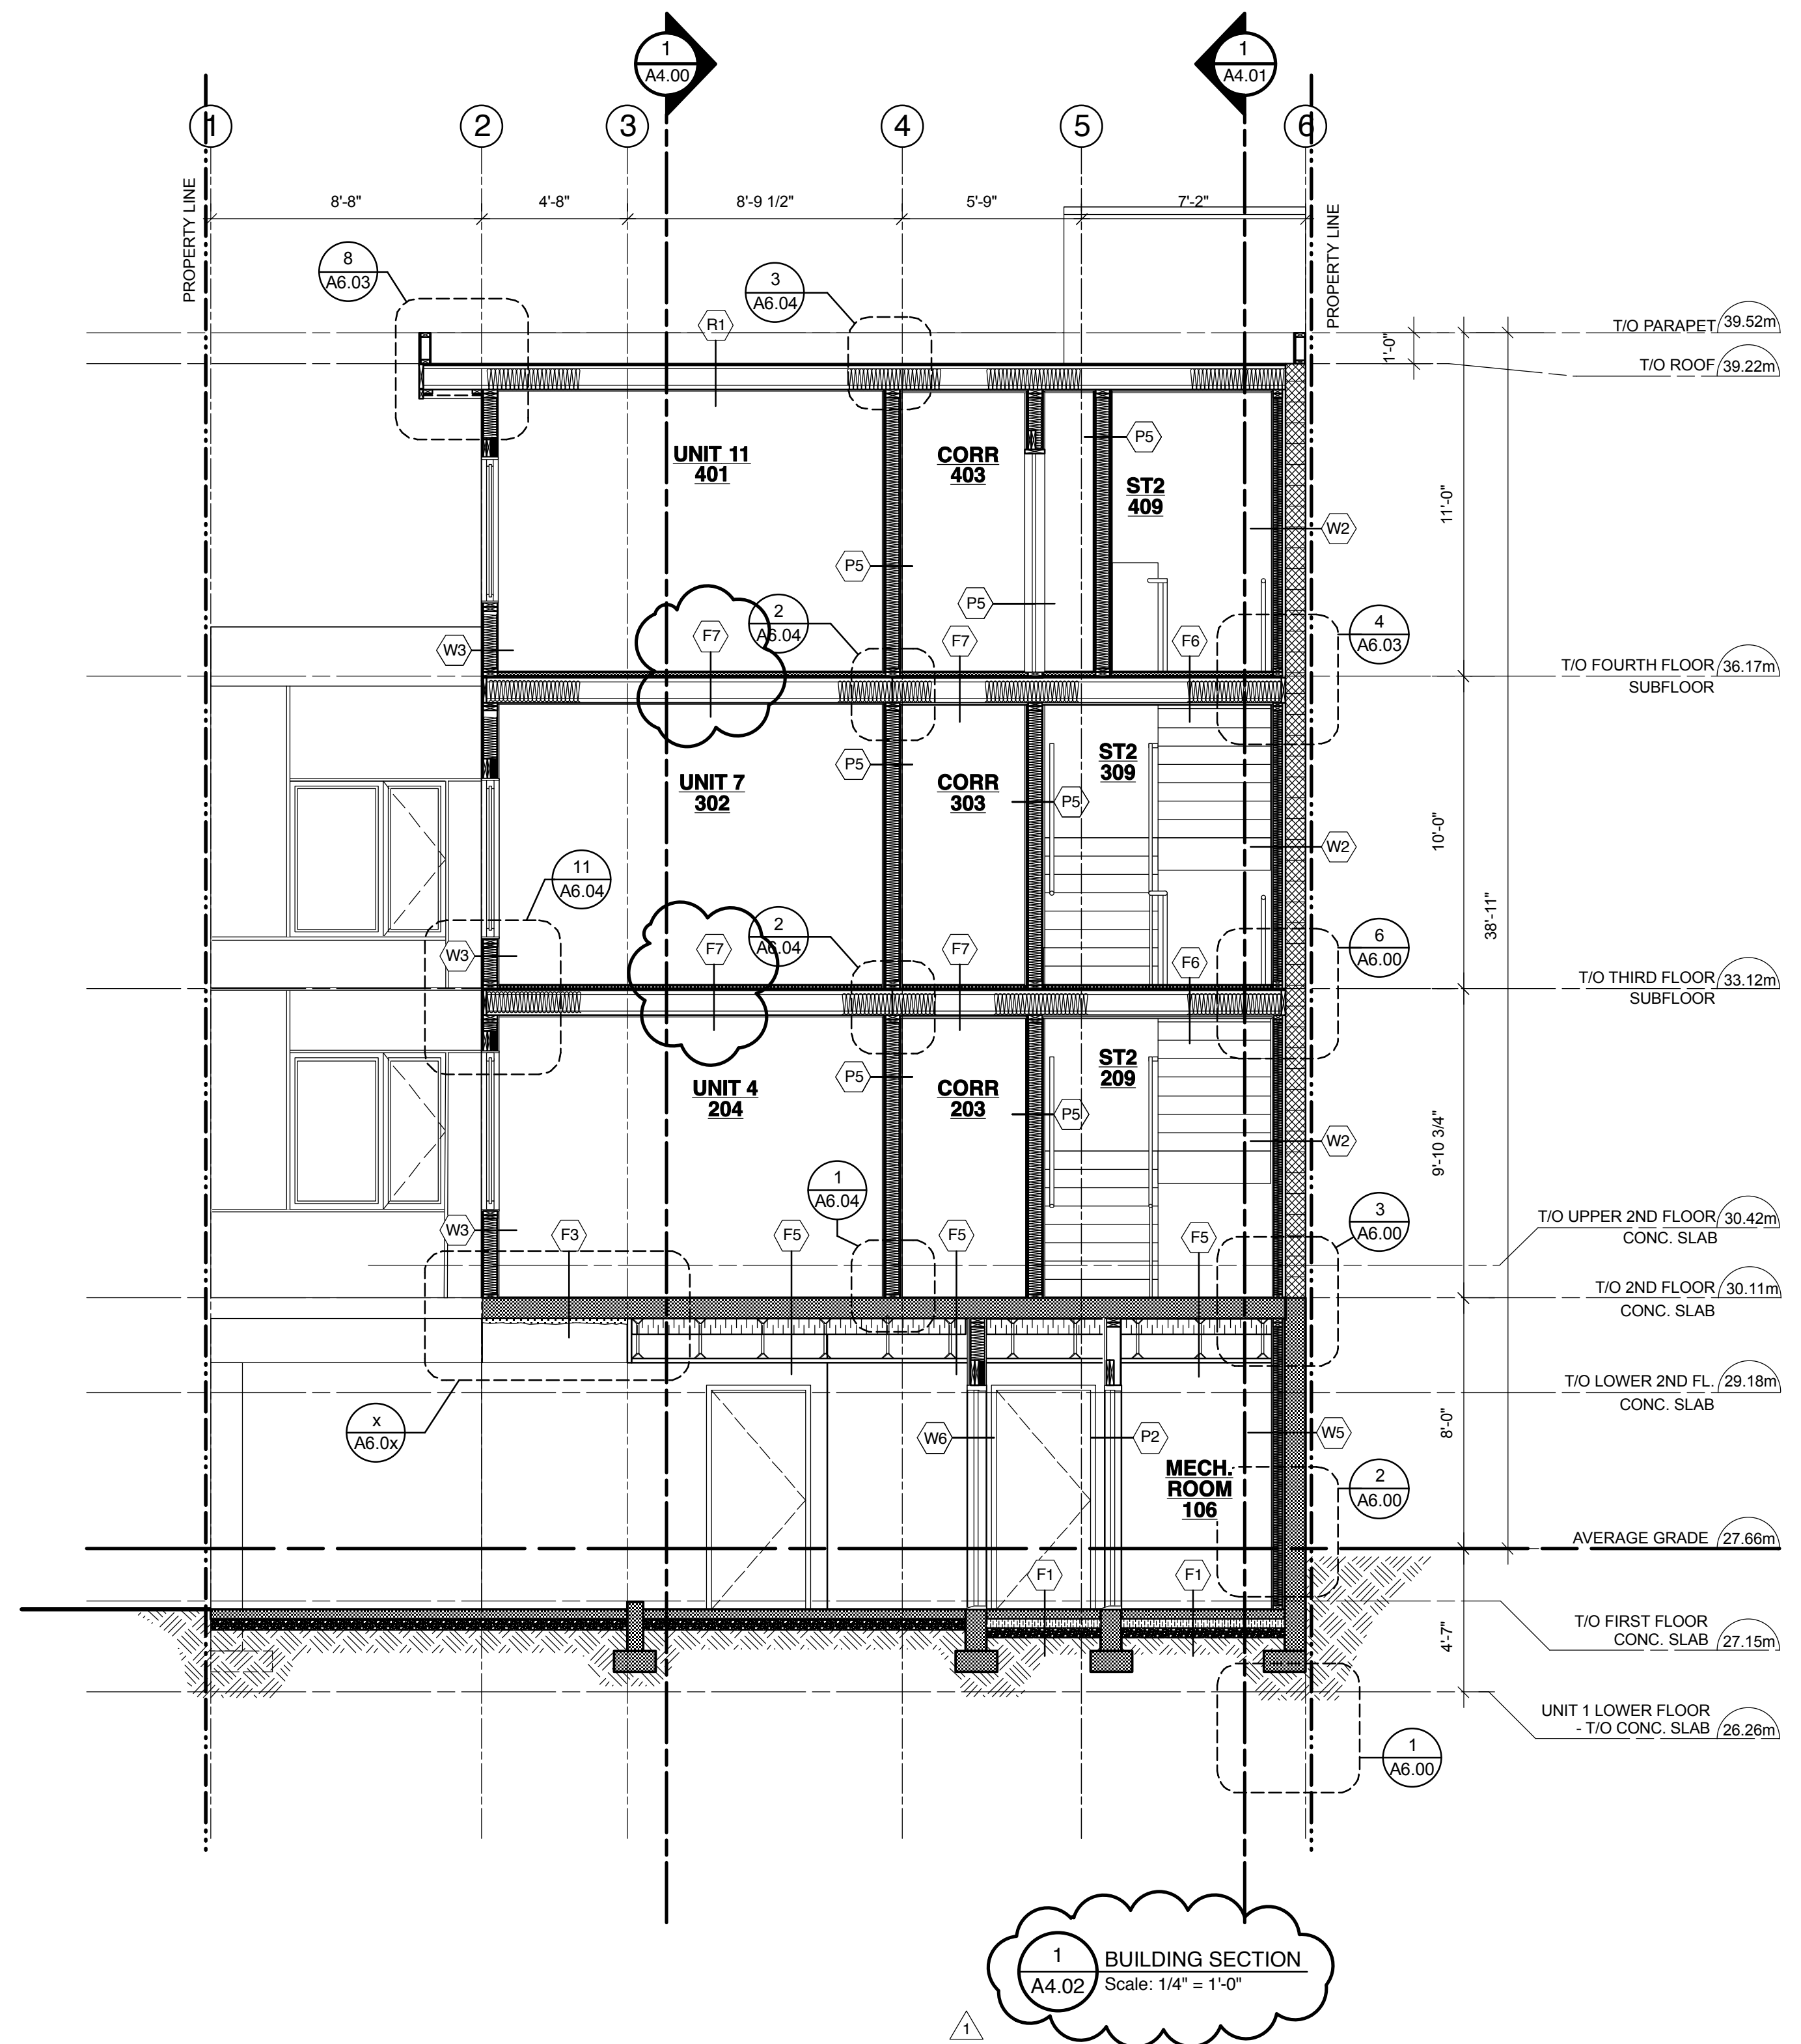 1
A4.00
1
A4.01
1
2
3
4
5
6
PROPERTY LINE
8'-8"
4'-8"
8'-9 1/2"
5'-9"
7'-2"
PROPERTY LINE
8
A6.03
3
A6.04
R1
T/O PARAPET 39.52m
1'-0"
T/O ROOF 39.22m
P5
UNIT 11
401
CORR
403
ST2
409
11'-0"
W2
P5
P5
2
A6.04
F7
F7
F6
W3
4
A6.03
T/O FOURTH FLOOR 36.17m
SUBFLOOR
P5
ST2
309
UNIT 7
302
CORR
303
P5
10'-0"
W2
11
A6.04
38'-11"
2
A6.04
W3
F7
F7
F6
6
A6.00
T/O THIRD FLOOR 33.12m
SUBFLOOR
P5
ST2
209
UNIT 4
204
CORR
203
P5
9'-10 3/4"
W2
1
A6.04
W3
F3
F5
F5
F5
3
A6.00
T/O UPPER 2ND FLOOR 30.42m
CONC. SLAB
T/O 2ND FLOOR 30.11m
CONC. SLAB
T/O LOWER 2ND FL. 29.18m
CONC. SLAB
x
A6.0x
W6
P2
W5
8'-0"
MECH.
ROOM
106
2
A6.00
AVERAGE GRADE 27.66m
F1
F1
T/O FIRST FLOOR
CONC. SLAB 27.15m
4'-7"
UNIT 1 LOWER FLOOR
- T/O CONC. SLAB 26.26m
1
A6.00
1
A4.02
BUILDING SECTION
Scale: 1/4" = 1'-0"
1